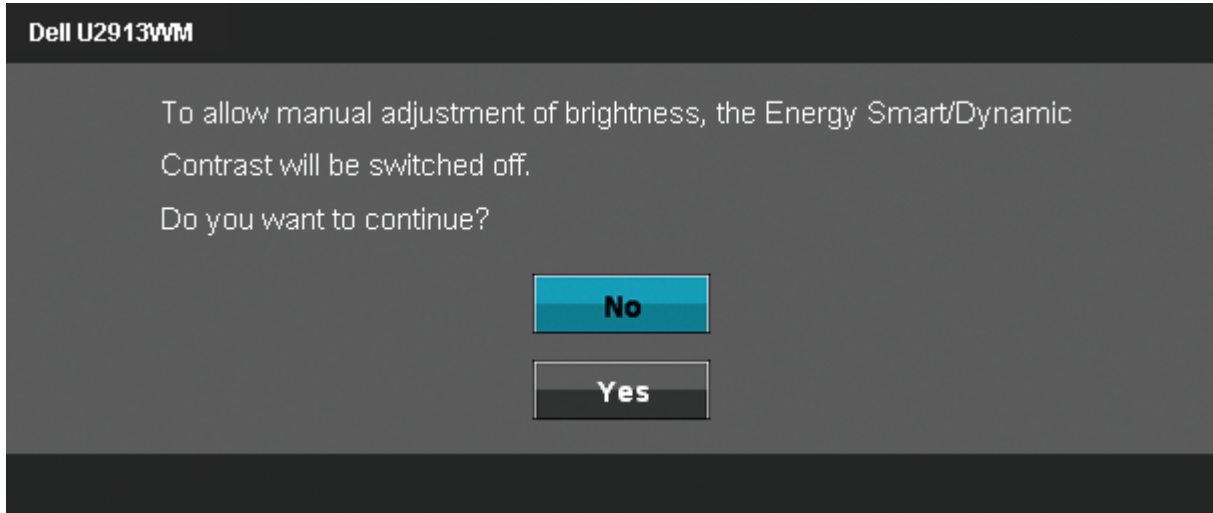 Dell U2913WM
To allow manual adjustment of brightness, the Energy Smart/Dynamic
Contrast will be switched off.
Do you want to continue?
No
Yes